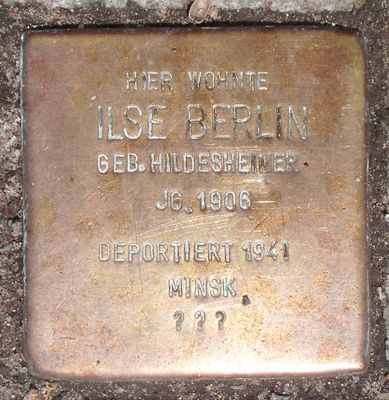 HIER WOHNTE
ILSE BERLIN
GEB. HILDESHEIMER
JG. 1906
DEPORTIERT 1941
MINSK
???